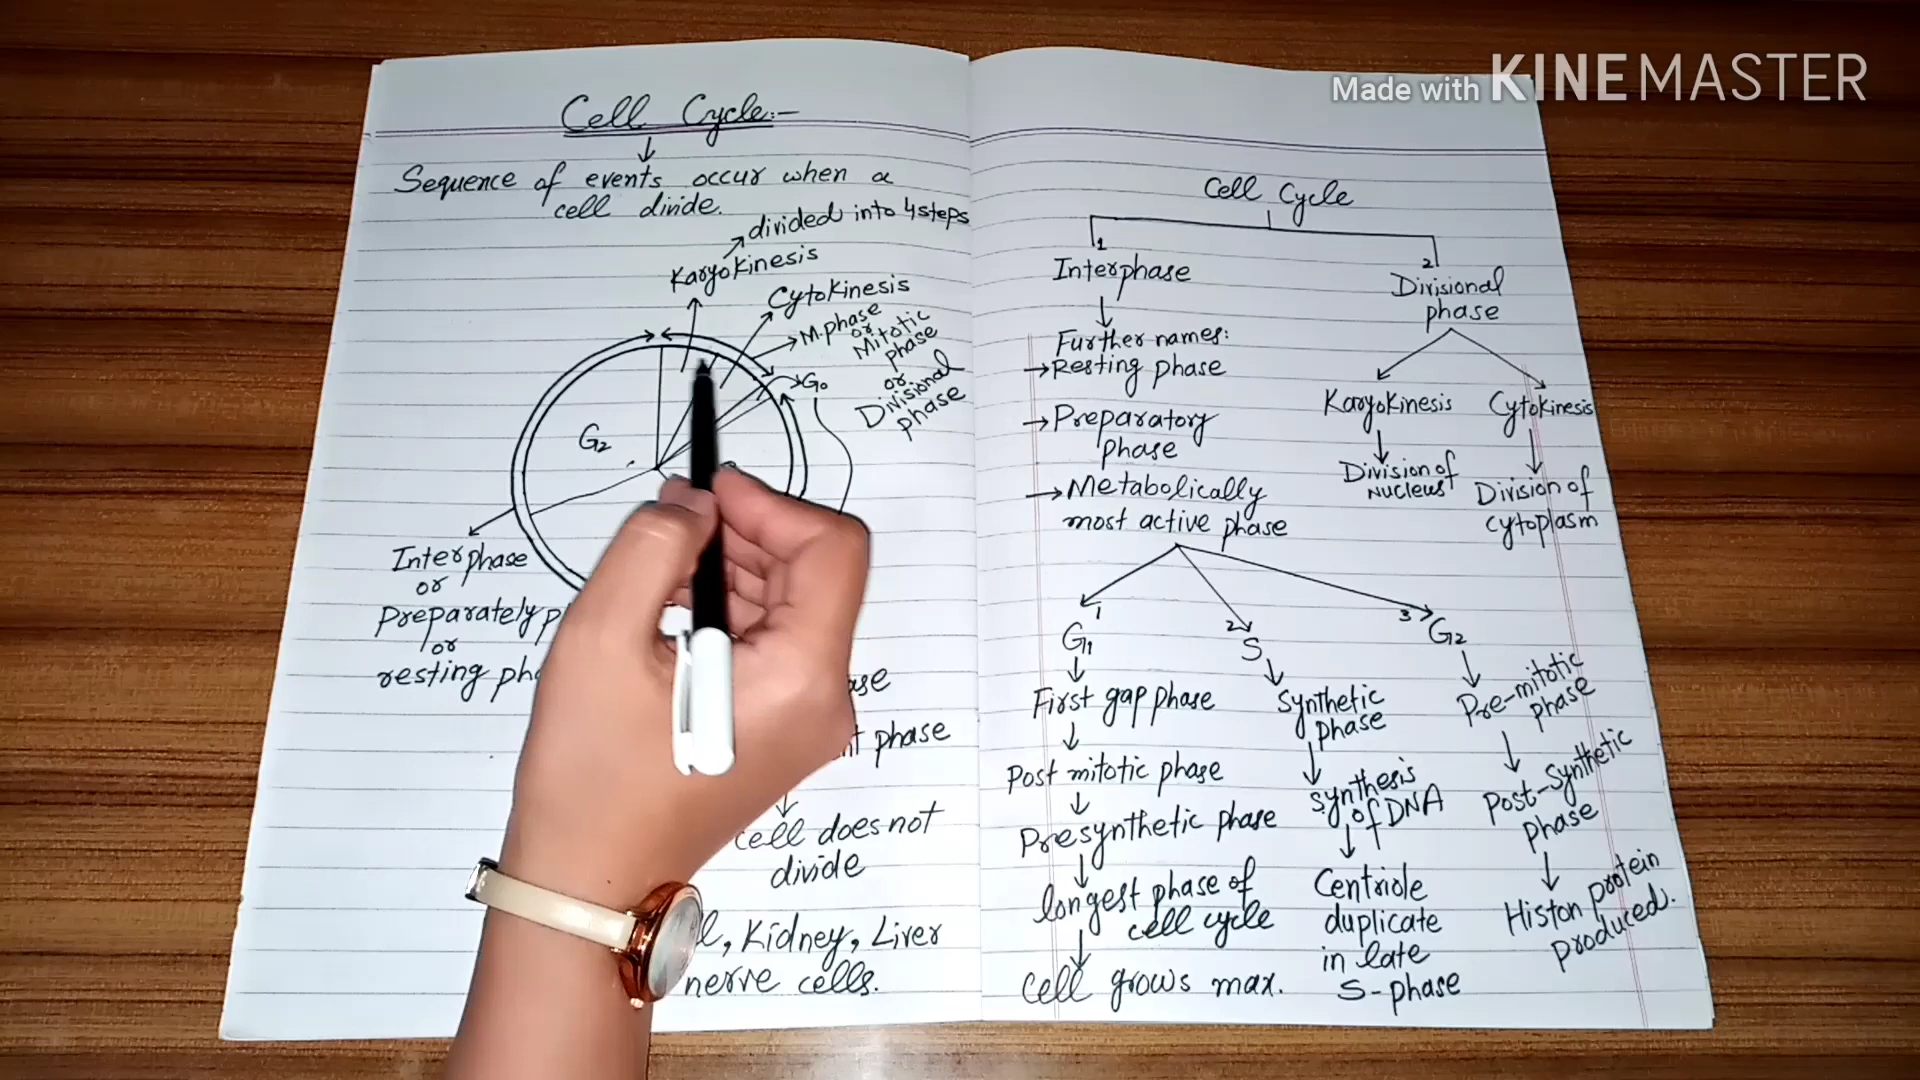 Made with KINEMASTER
Cell Cycle:-
Sequence of events occur when a
cell divide.
divided into 4 steps
Karyokinesis
Cytokinesis
M.phase
or
Mitotic
phase
or
Divisional
phase
G₀
G₂
Interphase
or
Preparately
or
resting
phase
cell does not
divide
Kidney, Liver
nerve cells.
Cell Cycle
1
Interphase
Further names:
→Resting phase
→Preparatory
phase
→Metabolically
most active phase
2
Divisional
phase
Karyokinesis
Division of
nucleus
Cytokinesis
Division of
cytoplasm
1
G₁
First gap phase
Post mitotic phase
Presynthetic phase
longest phase of
cell cycle
cell grows max.
2
S
Synthetic
phase
Synthesis
of DNA
Centriole
duplicate
in late
S-phase
3
G₂
Pre-mitotic
phase
Post-Synthetic
phase
Histon protein
produced.